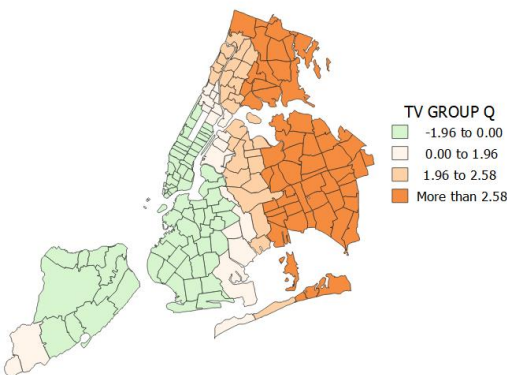 TV GROUP Q
-1.96 to 0.00
0.00 to 1.96
1.96 to 2.58
More than 2.58